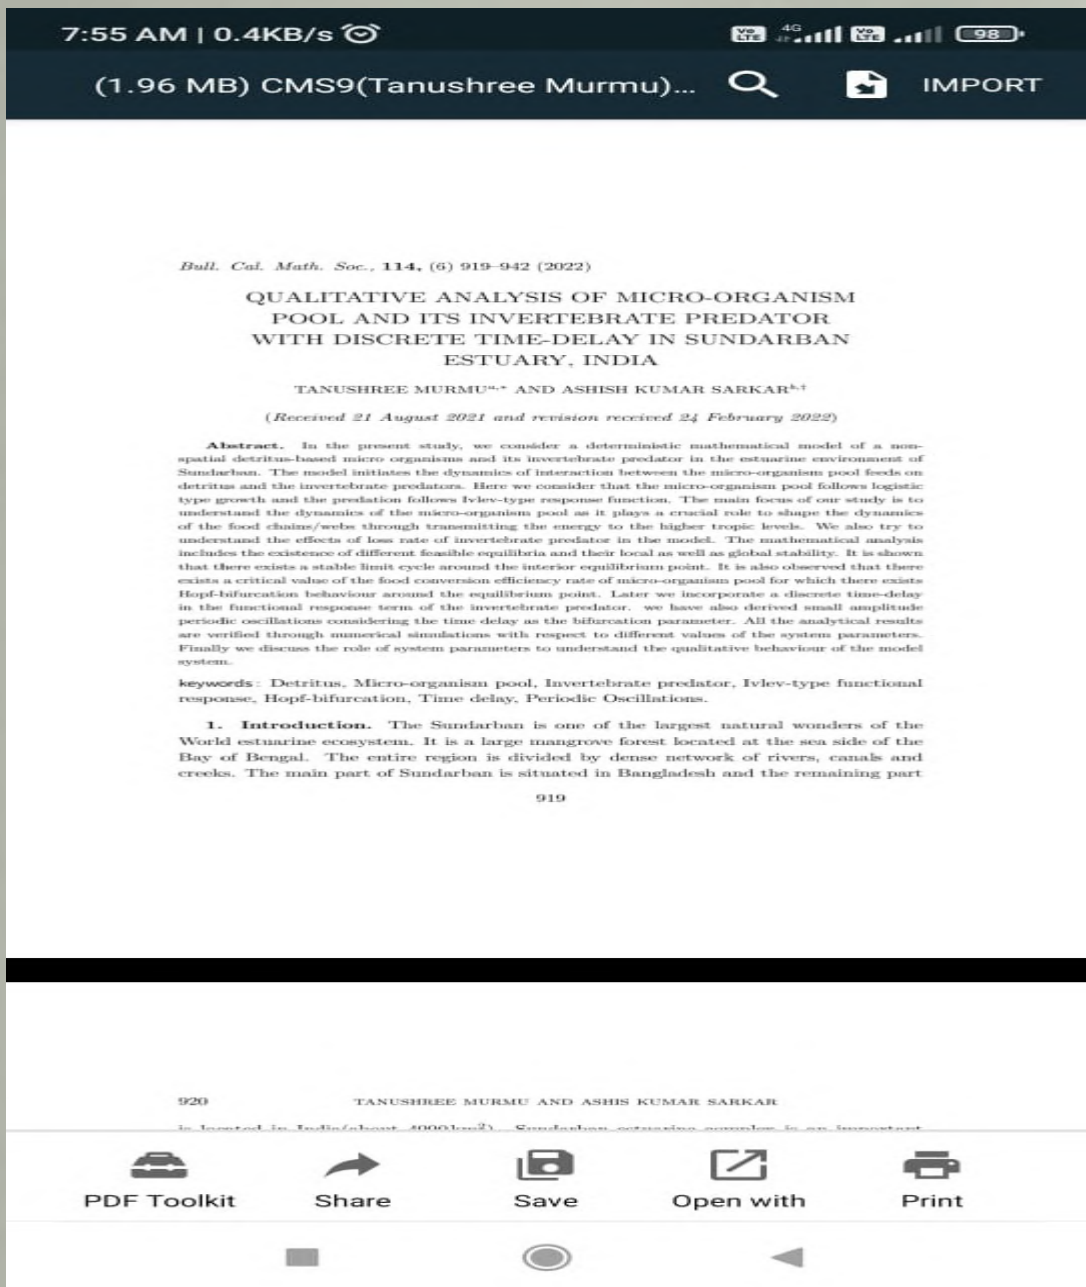 7:55 AM | 0.4KB/s
Vo LTE 4G Vo LTE 98
(1.96 MB) CMS9(Tanushree Murmu)... IMPORT
Bull. Cal. Math. Soc., 114, (6) 919–942 (2022)
QUALITATIVE ANALYSIS OF MICRO-ORGANISM
POOL AND ITS INVERTEBRATE PREDATOR
WITH DISCRETE TIME-DELAY IN SUNDARBAN
ESTUARY, INDIA
TANUSHREE MURMUa,* AND ASHISH KUMAR SARKARb,†
(Received 21 August 2021 and revision received 24 February 2022)
Abstract. In the present study, we consider a deterministic mathematical model of a non-
spatial detritus-based micro organisms and its invertebrate predator in the estuarine environment of
Sundarban. The model initiates the dynamics of interaction between the micro-organism pool feeds on
detritus and the invertebrate predators. Here we consider that the micro-organism pool follows logistic
type growth and the predation follows Ivlev-type response function. The main focus of our study is to
understand the dynamics of the micro-organism pool as it plays a crucial role to shape the dynamics
of the food chains/webs through transmitting the energy to the higher tropic levels. We also try to
understand the effects of loss rate of invertebrate predator in the model. The mathematical analysis
includes the existence of different feasible equilibria and their local as well as global stability. It is shown
that there exists a stable limit cycle around the interior equilibrium point. It is also observed that there
exists a critical value of the food conversion efficiency rate of micro-organism pool for which there exists
Hopf-bifurcation behaviour around the equilibrium point. Later we incorporate a discrete time-delay
in the functional response term of the invertebrate predator. we have also derived small amplitude
periodic oscillations considering the time delay as the bifurcation parameter. All the analytical results
are verified through numerical simulations with respect to different values of the system parameters.
Finally we discuss the role of system parameters to understand the qualitative behaviour of the model
system.
keywords : Detritus, Micro-organism pool, Invertebrate predator, Ivlev-type functional
response, Hopf-bifurcation, Time delay, Periodic Oscillations.
1. Introduction. The Sundarban is one of the largest natural wonders of the
World estuarine ecosystem. It is a large mangrove forest located at the sea side of the
Bay of Bengal. The entire region is divided by dense network of rivers, canals and
creeks. The main part of Sundarban is situated in Bangladesh and the remaining part
919
920 TANUSHREE MURMU AND ASHIS KUMAR SARKAR
is located in India(about 4000km2). Sundarban estuarine complex is an important
PDF Toolkit Share Save Open with Print